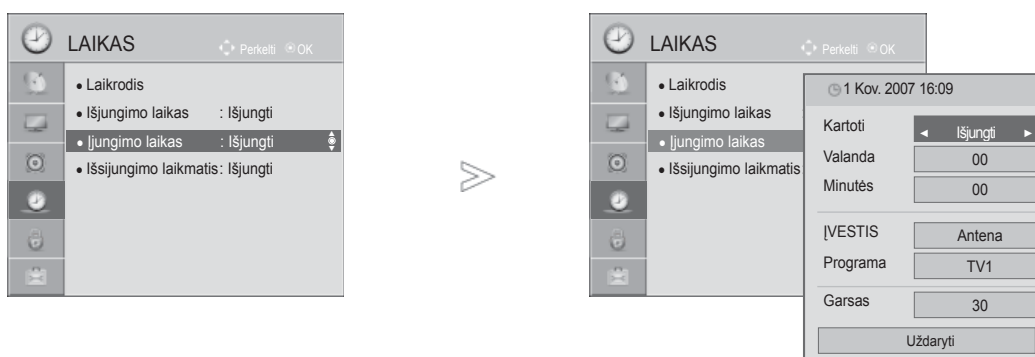 LAIKAS
Perkelti OK
• Laikrodis
• Išjungimo laikas : Išjungti
• Įjungimo laikas : Išjungti
• Išsijungimo laikmatis: Išjungti
LAIKAS
Perkelti OK
• Laikrodis
• Išjungimo laikas
• Įjungimo laikas
• Išsijungimo laikmatis
1 Kov. 2007 16:09
Kartoti ◄ Išjungti ►
Valanda 00
Minutės 00
ĮVESTIS Antena
Programa TV1
Garsas 30
Uždaryti